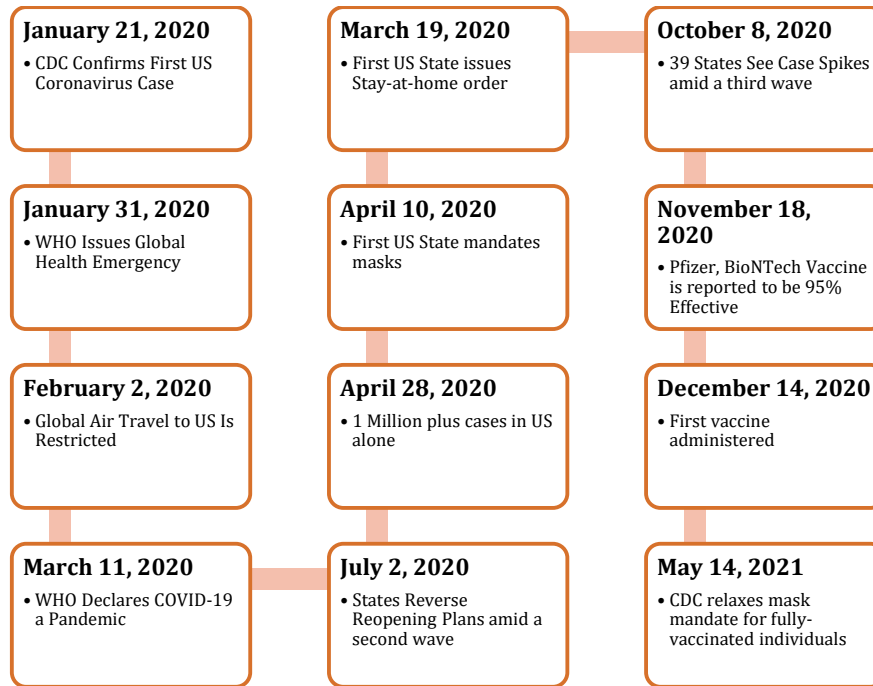 January 21, 2020
• CDC Confirms First US
Coronavirus Case
January 31, 2020
• WHO Issues Global
Health Emergency
February 2, 2020
• Global Air Travel to US Is
Restricted
March 11, 2020
• WHO Declares COVID-19
a Pandemic
March 19, 2020
• First US State issues
Stay-at-home order
April 10, 2020
• First US State mandates
masks
April 28, 2020
• 1 Million plus cases in US
alone
July 2, 2020
• States Reverse
Reopening Plans amid a
second wave
October 8, 2020
• 39 States See Case Spikes
amid a third wave
November 18,
2020
• Pfizer, BioNTech Vaccine
is reported to be 95%
Effective
December 14, 2020
• First vaccine
administered
May 14, 2021
• CDC relaxes mask
mandate for fully-
vaccinated individuals